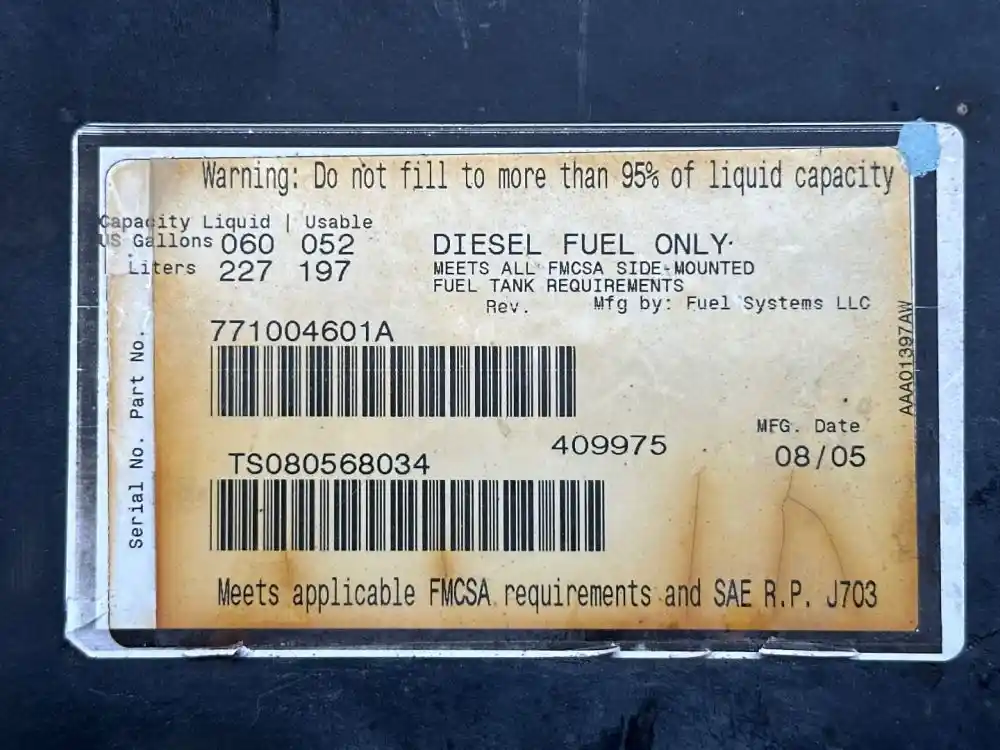 Warning: Do not fill to more than 95% of liquid capacity
Capacity Liquid | Usable
US Gallons 060 052
Liters 227 197
DIESEL FUEL ONLY
MEETS ALL FMCSA SIDE-MOUNTED
FUEL TANK REQUIREMENTS
Rev. Mfg by: Fuel Systems LLC
Part No.
771004601A
AAA01397AW
409975
MFG. Date
08/05
Serial No.
TS080568034
Meets applicable FMCSA requirements and SAE R.P. J703